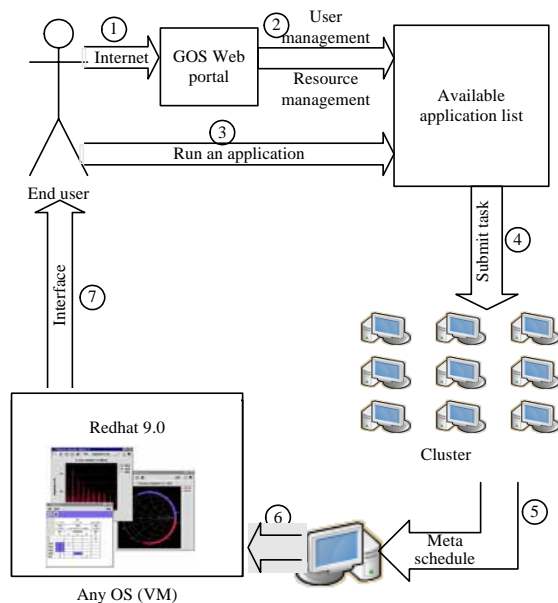 1
Internet
GOS Web
portal
2
User
management
Resource
management
Available
application list
3
Run an application
End user
Submit task
4
Interface
7
Cluster
Redhat 9.0
5
6
Meta
schedule
Any OS (VM)